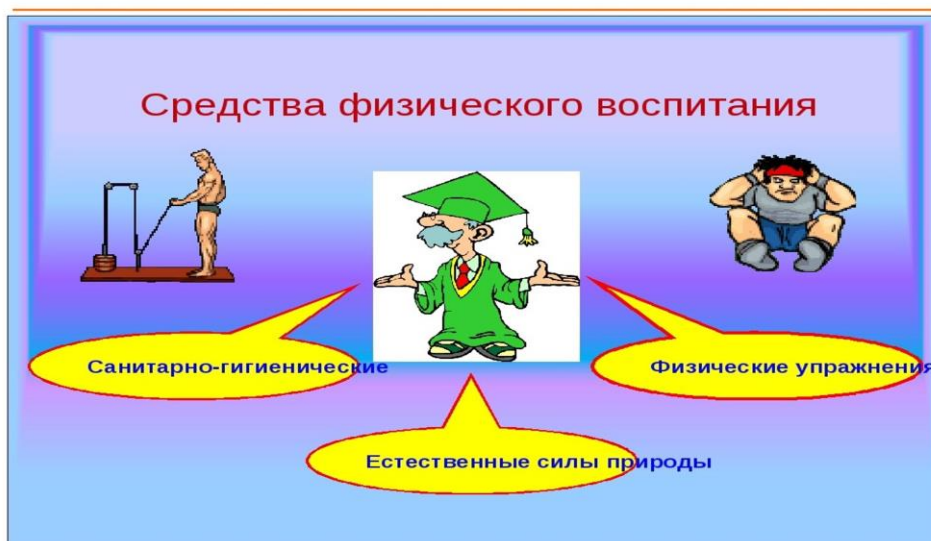 Средства физического воспитания
Санитарно-гигиенические
Физические упражнения
Естественные силы природы